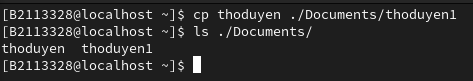 [B2113328@localhost ~]$ cp thoduyen ./Documents/thoduyen1
[B2113328@localhost ~]$ ls ./Documents/
thoduyen  thoduyen1
[B2113328@localhost ~]$